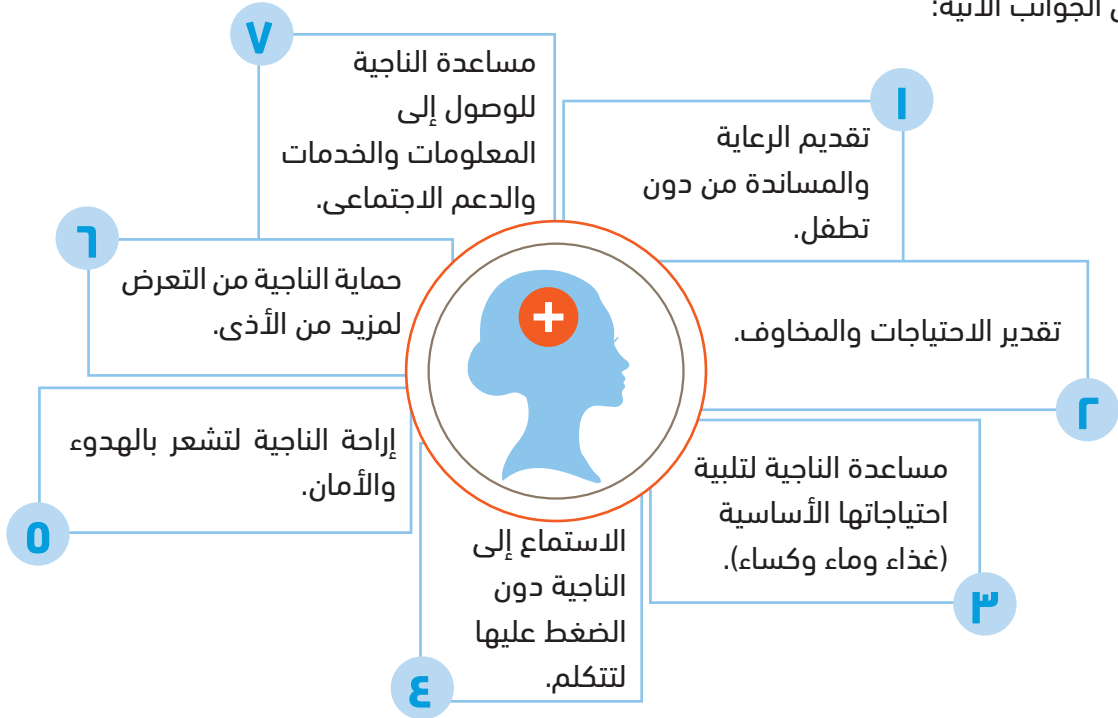 الجوانب الآتية:
١
تقديم الرعاية
والمساندة من دون
تطفل.
٢
تقدير الاحتياجات والمخاوف.
٣
مساعدة الناجية لتلبية
احتياجاتها الأساسية
(غذاء وماء وكساء).
٤
الاستماع إلى
الناجية دون
الضغط عليها
لتتكلم.
٥
إراحة الناجية لتشعر بالهدوء
والأمان.
٦
حماية الناجية من التعرض
لمزيد من الأذى.
٧
مساعدة الناجية
للوصول إلى
المعلومات والخدمات
والدعم الاجتماعى.